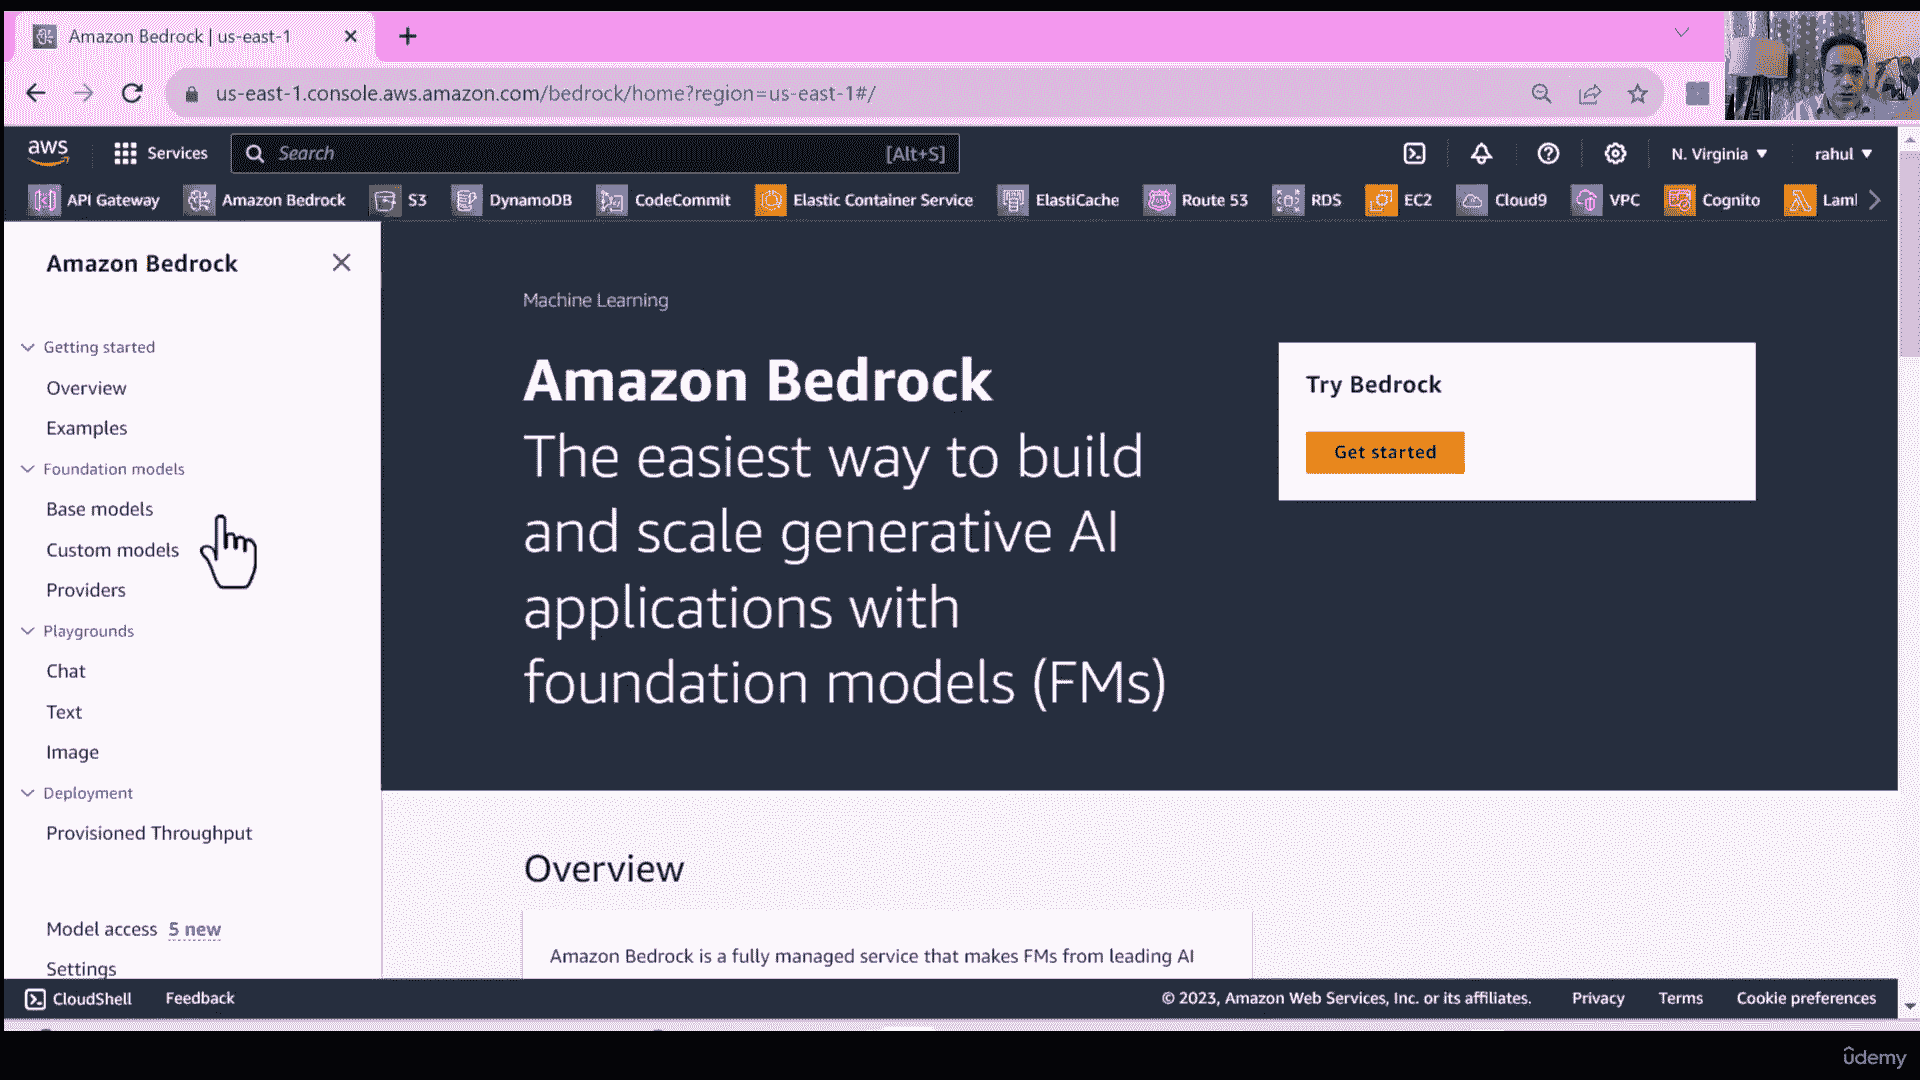 Amazon Bedrock | us-east-1
us-east-1.console.aws.amazon.com/bedrock/home?region=us-east-1#/
aws
Services
Search
[Alt+S]
N. Virginia
rahul
API Gateway
Amazon Bedrock
S3
DynamoDB
CodeCommit
Elastic Container Service
ElastiCache
Route 53
RDS
EC2
Cloud9
VPC
Cognito
Amazon Bedrock
Getting started
Overview
Examples
Foundation models
Base models
Custom models
Providers
Playgrounds
Chat
Text
Image
Deployment
Provisioned Throughput
Model access 5 new
Settings
Machine Learning
Amazon Bedrock
The easiest way to build
and scale generative AI
applications with
foundation models (FMs)
Try Bedrock
Get started
Overview
Amazon Bedrock is a fully managed service that makes FMs from leading AI
CloudShell
Feedback
© 2023, Amazon Web Services, Inc. or its affiliates.
Privacy
Terms
Cookie preferences
ûdemy